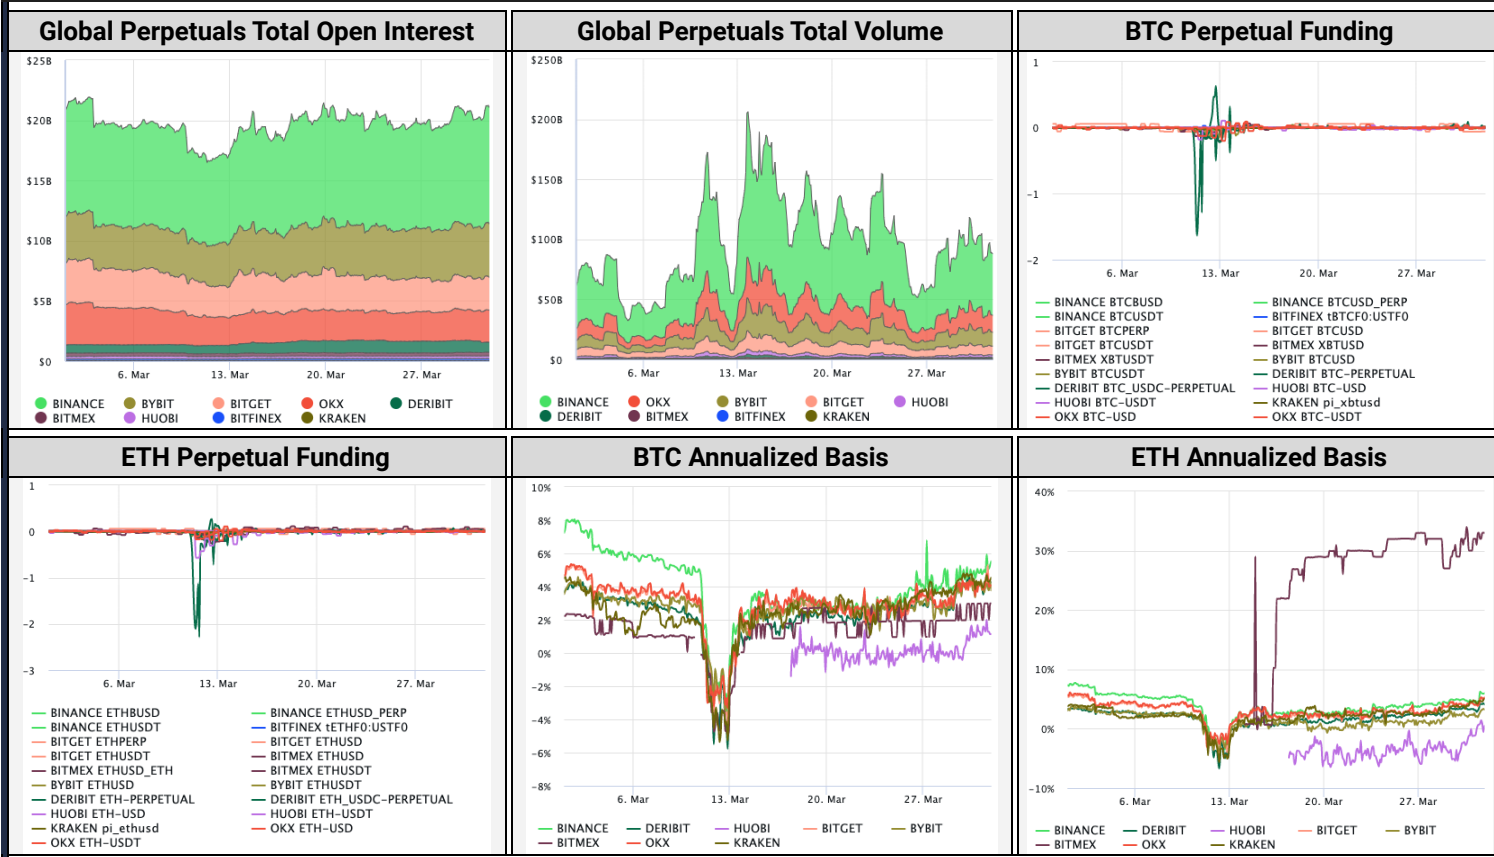 Global Perpetuals Total Open Interest
$25B
$20B
$15B
$10B
$5B
$0
6. Mar 13. Mar 20. Mar 27. Mar
BINANCE BYBIT BITGET OKX DERIBIT
BITMEX HUOBI BITFINEX KRAKEN
Global Perpetuals Total Volume
$250B
$200B
$150B
$100B
$50B
$0
6. Mar 13. Mar 20. Mar 27. Mar
BINANCE OKX BYBIT BITGET HUOBI
DERIBIT BITMEX BITFINEX KRAKEN
BTC Perpetual Funding
1
0
−1
−2
6. Mar 13. Mar 20. Mar 27. Mar
BINANCE BTCBUSD BINANCE BTCUSD_PERP
BINANCE BTCUSDT BITFINEX tBTCF0:USTF0
BITGET BTCPERP BITGET BTCUSD
BITGET BTCUSDT BITMEX XBTUSD
BITMEX XBTUSDT BYBIT BTCUSD
BYBIT BTCUSDT DERIBIT BTC-PERPETUAL
DERIBIT BTC_USDC-PERPETUAL HUOBI BTC-USD
HUOBI BTC-USDT KRAKEN pi_xbtusd
OKX BTC-USD OKX BTC-USDT
ETH Perpetual Funding
1
0
−1
−2
−3
6. Mar 13. Mar 20. Mar 27. Mar
BINANCE ETHBUSD BINANCE ETHUSD_PERP
BINANCE ETHUSDT BITFINEX tETHF0:USTF0
BITGET ETHPERP BITGET ETHUSD
BITGET ETHUSDT BITMEX ETHUSD
BITMEX ETHUSD_ETH BITMEX ETHUSDT
BYBIT ETHUSD BYBIT ETHUSDT
DERIBIT ETH-PERPETUAL DERIBIT ETH_USDC-PERPETUAL
HUOBI ETH-USD HUOBI ETH-USDT
KRAKEN pi_ethusd OKX ETH-USD
OKX ETH-USDT
BTC Annualized Basis
10%
8%
6%
4%
2%
0%
−2%
−4%
−6%
−8%
6. Mar 13. Mar 20. Mar 27. Mar
BINANCE DERIBIT HUOBI BITGET BYBIT
BITMEX OKX KRAKEN
ETH Annualized Basis
40%
30%
20%
10%
0%
−10%
6. Mar 13. Mar 20. Mar 27. Mar
BINANCE DERIBIT HUOBI BITGET BYBIT
BITMEX OKX KRAKEN